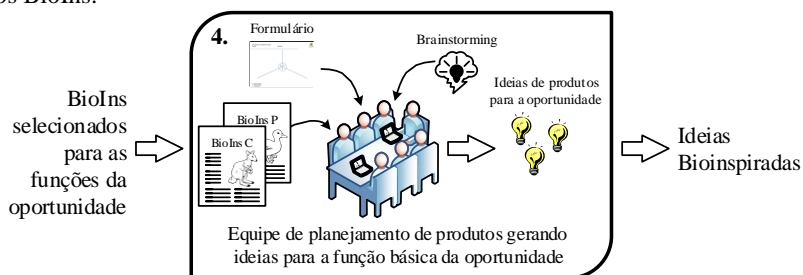 os BioIns.
4.
Formulário
Brainstorming
Ideias de produtos
para a oportunidade
BioIns P
BioIns C
BioIns
selecionados
para as
funções da
oportunidade
Ideias
Bioinspiradas
Equipe de planejamento de produtos gerando
ideias para a função básica da oportunidade